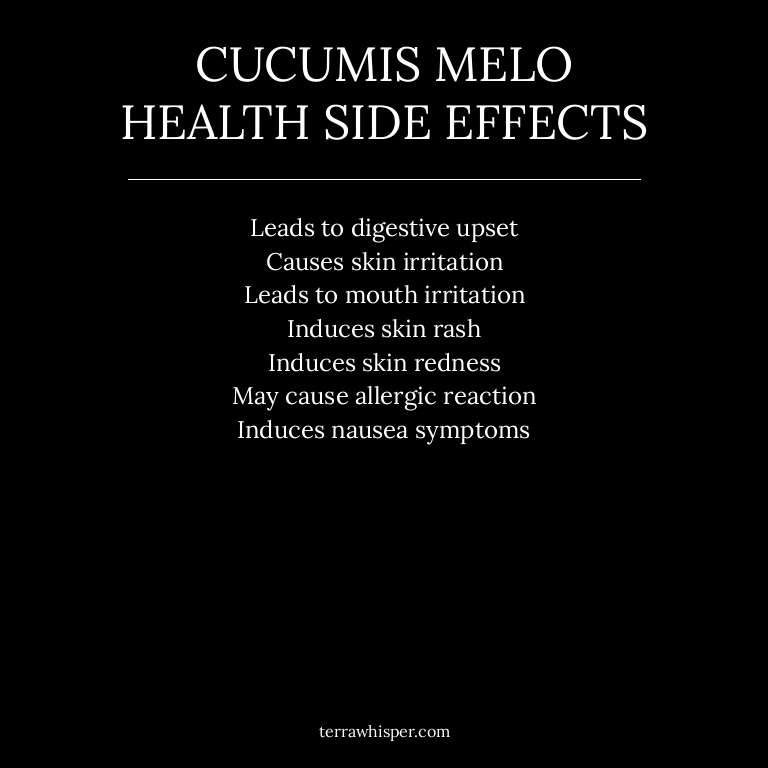 CUCUMIS MELO
HEALTH SIDE EFFECTS
Leads to digestive upset
Causes skin irritation
Leads to mouth irritation
Induces skin rash
Induces skin redness
May cause allergic reaction
Induces nausea symptoms
terrawhisper.com